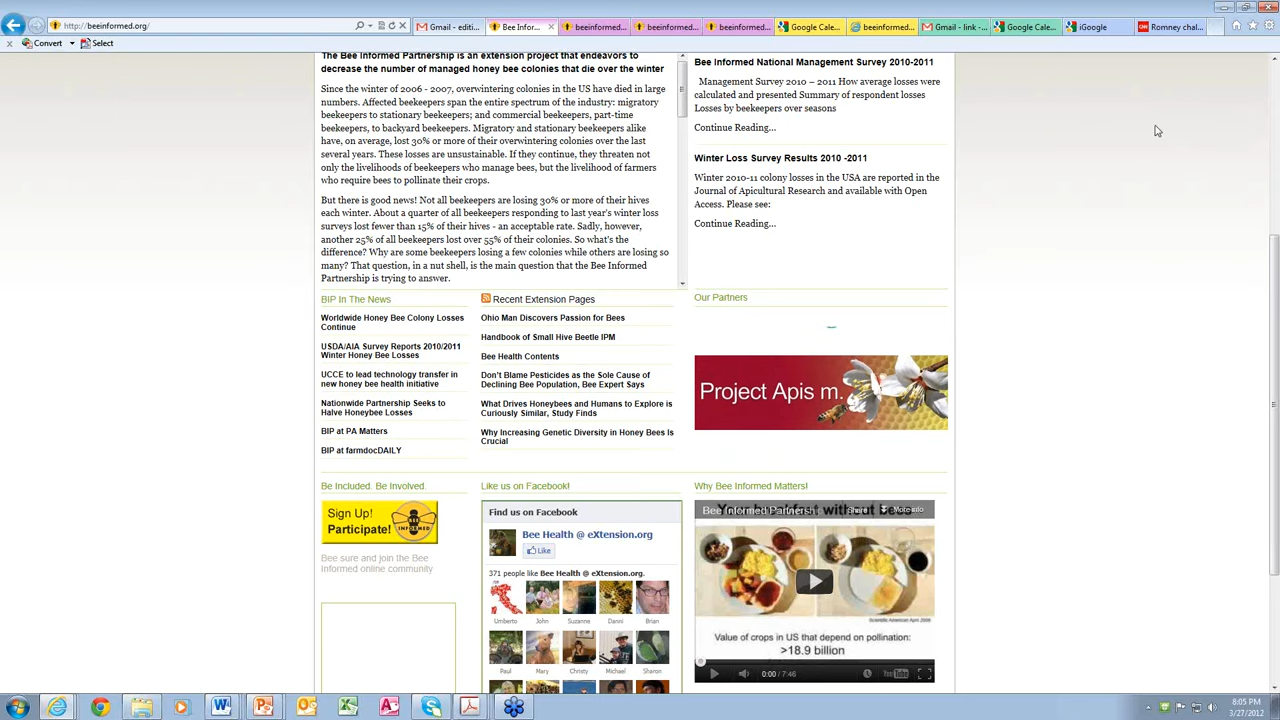 http://beeinformed.org/
Gmail - editi...
Bee Infor...
beeinformed...
beeinformed...
beeinformed...
Google Cale...
beeinformed...
Gmail - link -...
Google Cale...
iGoogle
Romney chal...
Convert
Select
The Bee Informed Partnership is an extension project that endeavors to
decrease the number of managed honey bee colonies that die over the winter
Since the winter of 2006 - 2007, overwintering colonies in the US have died in large
numbers. Affected beekeepers span the entire spectrum of the industry: migratory
beekeepers to stationary beekeepers; and commercial beekeepers, part-time
beekeepers, to backyard beekeepers. Migratory and stationary beekeepers alike
have, on average, lost 30% or more of their overwintering colonies over the last
several years. These losses are unsustainable. If they continue, they threaten not
only the livelihoods of beekeepers who manage bees, but the livelihood of farmers
who require bees to pollinate their crops.
But there is good news! Not all beekeepers are losing 30% or more of their hives
each winter. About a quarter of all beekeepers responding to last year's winter loss
surveys lost fewer than 15% of their hives - an acceptable rate. Sadly, however,
another 25% of all beekeepers lost over 55% of their colonies. So what's the
difference? Why are some beekeepers losing a few colonies while others are losing so
many? That question, in a nut shell, is the main question that the Bee Informed
Partnership is trying to answer.
Bee Informed National Management Survey 2010-2011
Management Survey 2010 – 2011 How average losses were
calculated and presented Summary of respondent losses
Losses by beekeepers over seasons
Continue Reading...
Winter Loss Survey Results 2010 -2011
Winter 2010-11 colony losses in the USA are reported in the
Journal of Apicultural Research and available with Open
Access. Please see:
Continue Reading...
BIP In The News
Worldwide Honey Bee Colony Losses
Continue
USDA/AIA Survey Reports 2010/2011
Winter Honey Bee Losses
UCCE to lead technology transfer in
new honey bee health initiative
Nationwide Partnership Seeks to
Halve Honeybee Losses
BIP at PA Matters
BIP at farmdocDAILY
Recent Extension Pages
Ohio Man Discovers Passion for Bees
Handbook of Small Hive Beetle IPM
Bee Health Contents
Don't Blame Pesticides as the Sole Cause of
Declining Bee Population, Bee Expert Says
What Drives Honeybees and Humans to Explore is
Curiously Similar, Study Finds
Why Increasing Genetic Diversity in Honey Bees Is
Crucial
Our Partners
Project Apis m.
Be Included. Be Involved.
Sign Up!
Participate!
INFORMED
Bee sure and join the Bee
Informed online community
Like us on Facebook!
Find us on Facebook
Bee Health @ eXtension.org
Like
371 people like Bee Health @ eXtension.org.
Umberto
John
Suzanne
Danni
Brian
Paul
Mary
Christy
Michael
Sharon
Why Bee Informed Matters!
Bee Informed Partnersh
Share
More info
Scientific American April 2009
Value of crops in US that depend on pollination:
>18.9 billion
0:00 / 7:46
YouTube
8:05 PM
3/27/2012